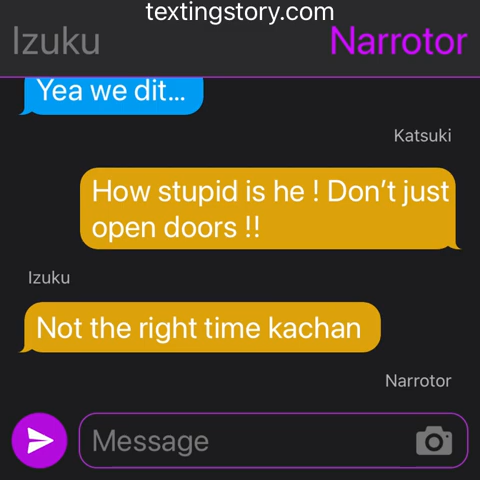 textingstory.com
Izuku
Narrotor
Yea we dit...
Katsuki
How stupid is he ! Don’t just
open doors !!
Izuku
Not the right time kachan
Narrotor
Message